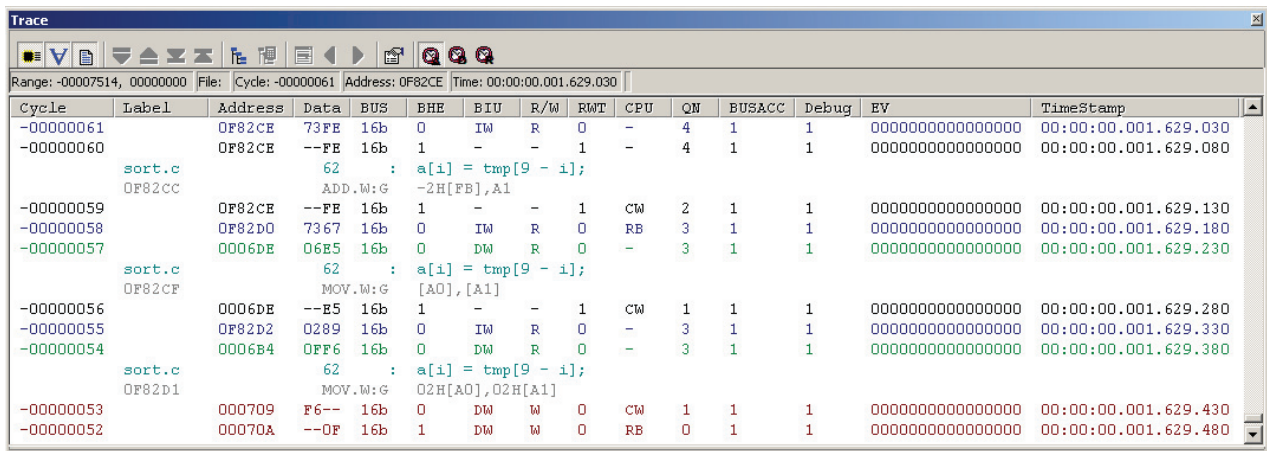 Trace
Range: -00007514, 00000000 File: Cycle: -00000061 Address: 0F82CE Time: 00:00:00.001.629.030
Cycle Label Address Data BUS BHE BIU R/W RWT CPU QN BUSACC Debug EV TimeStamp
-00000061 0F82CE 73FE 16b 0 IW R 0 - 4 1 1 0000000000000000 00:00:00.001.629.030
-00000060 0F82CE --FE 16b 1 - - 1 - 4 1 1 0000000000000000 00:00:00.001.629.080
sort.c 62 : a[i] = tmp[9 - i];
0F82CC ADD.W:G -2H[FB],A1
-00000059 0F82CE --FE 16b 1 - - 1 CW 2 1 1 0000000000000000 00:00:00.001.629.130
-00000058 0F82D0 7367 16b 0 IW R 0 RB 3 1 1 0000000000000000 00:00:00.001.629.180
-00000057 0006DE 06E5 16b 0 DW R 0 - 3 1 1 0000000000000000 00:00:00.001.629.230
sort.c 62 : a[i] = tmp[9 - i];
0F82CF MOV.W:G [A0],[A1]
-00000056 0006DE --E5 16b 1 - - 1 CW 1 1 1 0000000000000000 00:00:00.001.629.280
-00000055 0F82D2 0289 16b 0 IW R 0 - 3 1 1 0000000000000000 00:00:00.001.629.330
-00000054 0006B4 0FF6 16b 0 DW R 0 - 3 1 1 0000000000000000 00:00:00.001.629.380
sort.c 62 : a[i] = tmp[9 - i];
0F82D1 MOV.W:G 02H[A0],02H[A1]
-00000053 000709 F6-- 16b 0 DW W 0 CW 1 1 1 0000000000000000 00:00:00.001.629.430
-00000052 00070A --0F 16b 1 DW W 0 RB 0 1 1 0000000000000000 00:00:00.001.629.480